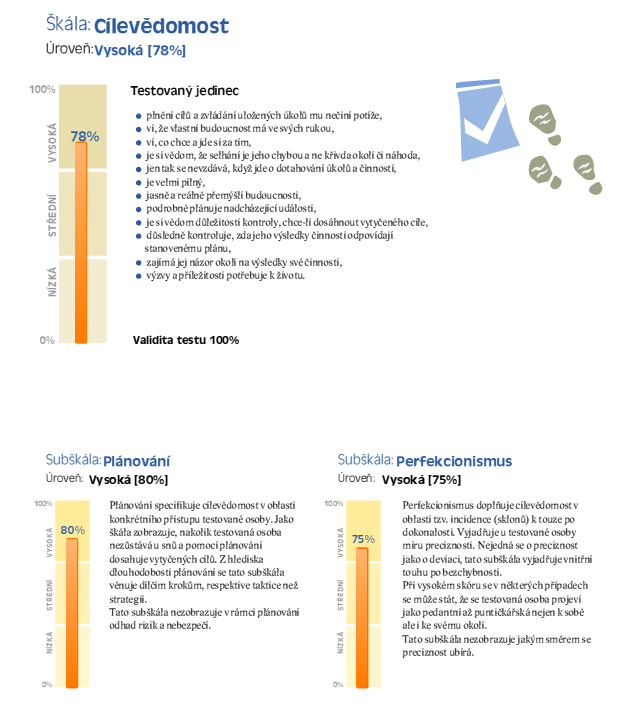 Škála: Cílevědomost
Úroveň: Vysoká [78%]
100%
VYSOKÁ
STŘEDNÍ
NÍZKÁ
0%
78%
Testovaný jedinec
plnění cílů a zvládání uložených úkolů mu nečiní potíže,
ví, že vlastní budoucnost má ve svých rukou,
ví, co chce a jde si za tím,
je si vědom, že selhání je jeho chybou a ne křivda okolí či náhoda,
jen tak se nevzdává, když jde o dotahování úkolů a činností,
je velmi pilný,
jasně a reálně přemýšlí budoucnosti,
podrobně plánuje nadcházející události,
je si vědom důležitosti kontroly, chce-li dosáhnout vytyčeného cíle,
důsledně kontroluje, zda jeho výsledky činnosti odpovídají
stanovenému plánu,
zajímá jej názor okolí na výsledky své činnosti,
výzvy a příležitosti potřebuje k životu.
Validita testu 100%
Subškála: Plánování
Úroveň: Vysoká [80%]
100%
VYSOKÁ
STŘEDNÍ
NÍZKÁ
0%
80%
Plánování specifikuje cílevědomost v oblasti
konkrétního přístupu testované osoby. Jako
škála zobrazuje, nakolik testovaná osoba
nezůstává u snů a pomocí plánování
dosahuje vytyčených cílů. Z hlediska
dlouhodobosti plánování se tato subškála
věnuje dílčím krokům, respektive taktice než
strategii.
Tato subškála nezobrazuje v rámci plánování
odhad rizik a nebezpečí.
Subškála: Perfekcionismus
Úroveň: Vysoká [75%]
100%
VYSOKÁ
STŘEDNÍ
NÍZKÁ
0%
75%
Perfekcionismus doplňuje cílevědomost v
oblasti tzv. incidence (sklonů) k touze po
dokonalosti. Vyjadřuje u testované osoby
míru preciznosti. Nejedná se o preciznost
jako o deviaci, tato subškála vyjadřuje vnitřní
touhu po bezchybnosti.
Při vysokém skóru se v některých případech
se může stát, že se testovaná osoba projeví
jako pedantní až puntičkářská nejen k sobě
ale i ke svému okolí.
Tato subškála nezobrazuje jakým směrem se
preciznost ubírá.